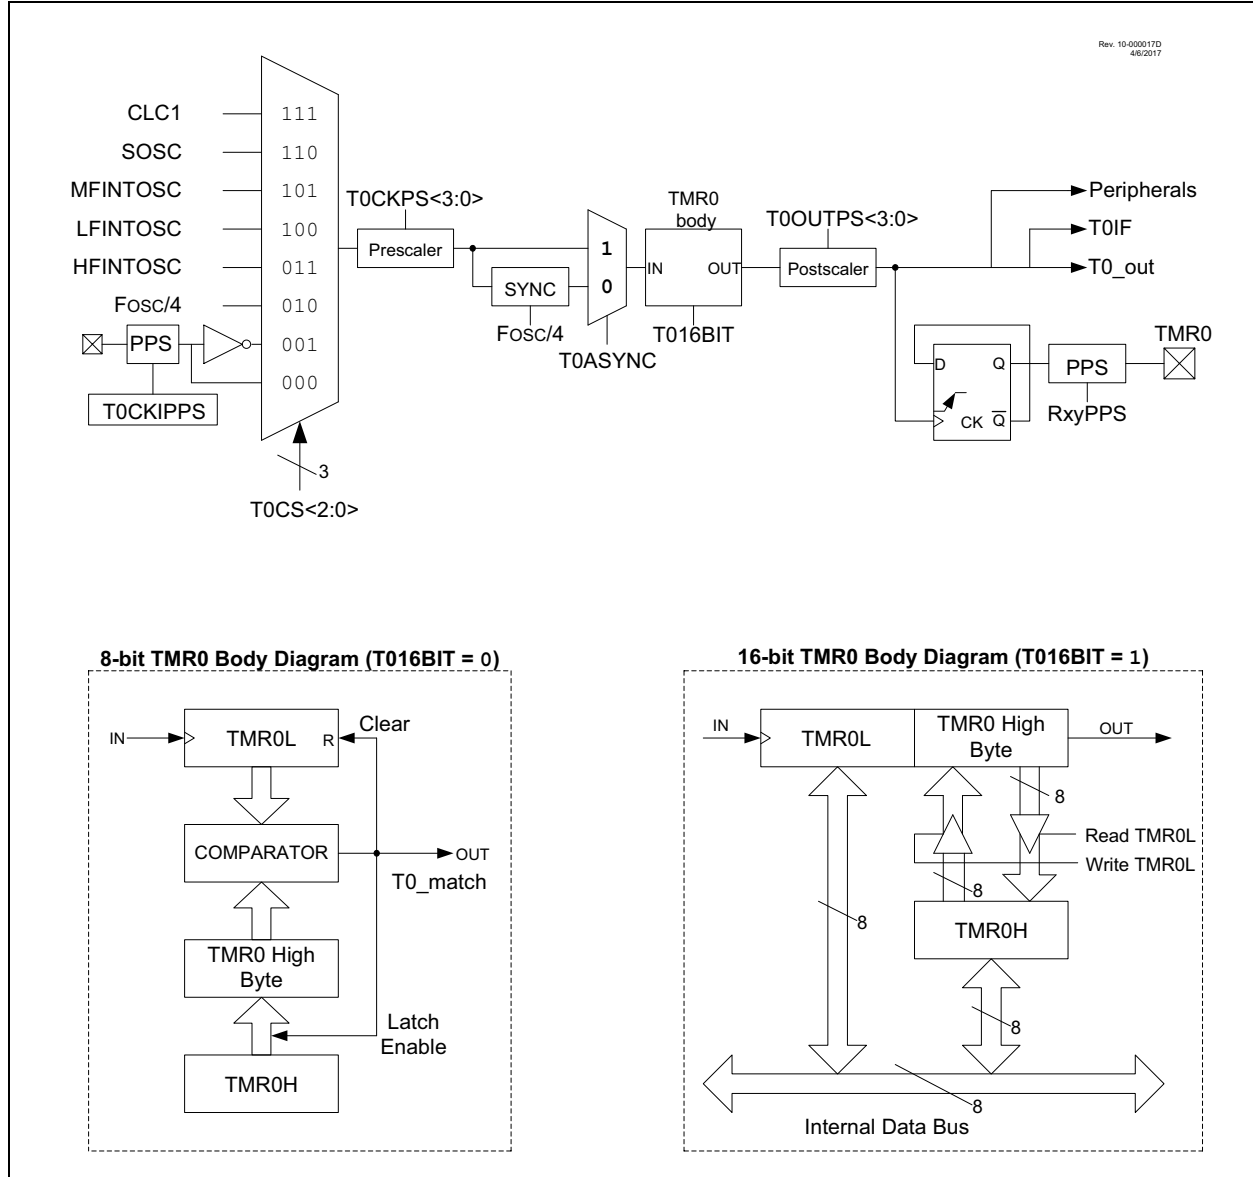 Rev. 10-000017D
4/6/2017
CLC1
111
SOSC
110
MFINTOSC
101
LFINTOSC
100
HFINTOSC
011
FOSC/4
010
PPS
001
000
T0CKIPPS
3
T0CS<2:0>
T0CKPS<3:0>
Prescaler
SYNC
FOSC/4
1
0
T0ASYNC
TMR0
body
IN
OUT
T016BIT
T0OUTPS<3:0>
Postscaler
Peripherals
T0IF
T0_out
D
Q
CK
Q
PPS
RxyPPS
TMR0
8-bit TMR0 Body Diagram (T016BIT = 0)
IN
TMR0L
R
Clear
COMPARATOR
OUT
T0_match
TMR0 High
Byte
Latch
Enable
TMR0H
16-bit TMR0 Body Diagram (T016BIT = 1)
IN
TMR0L
TMR0 High
Byte
OUT
8
Read TMR0L
Write TMR0L
8
8
TMR0H
8
8
Internal Data Bus